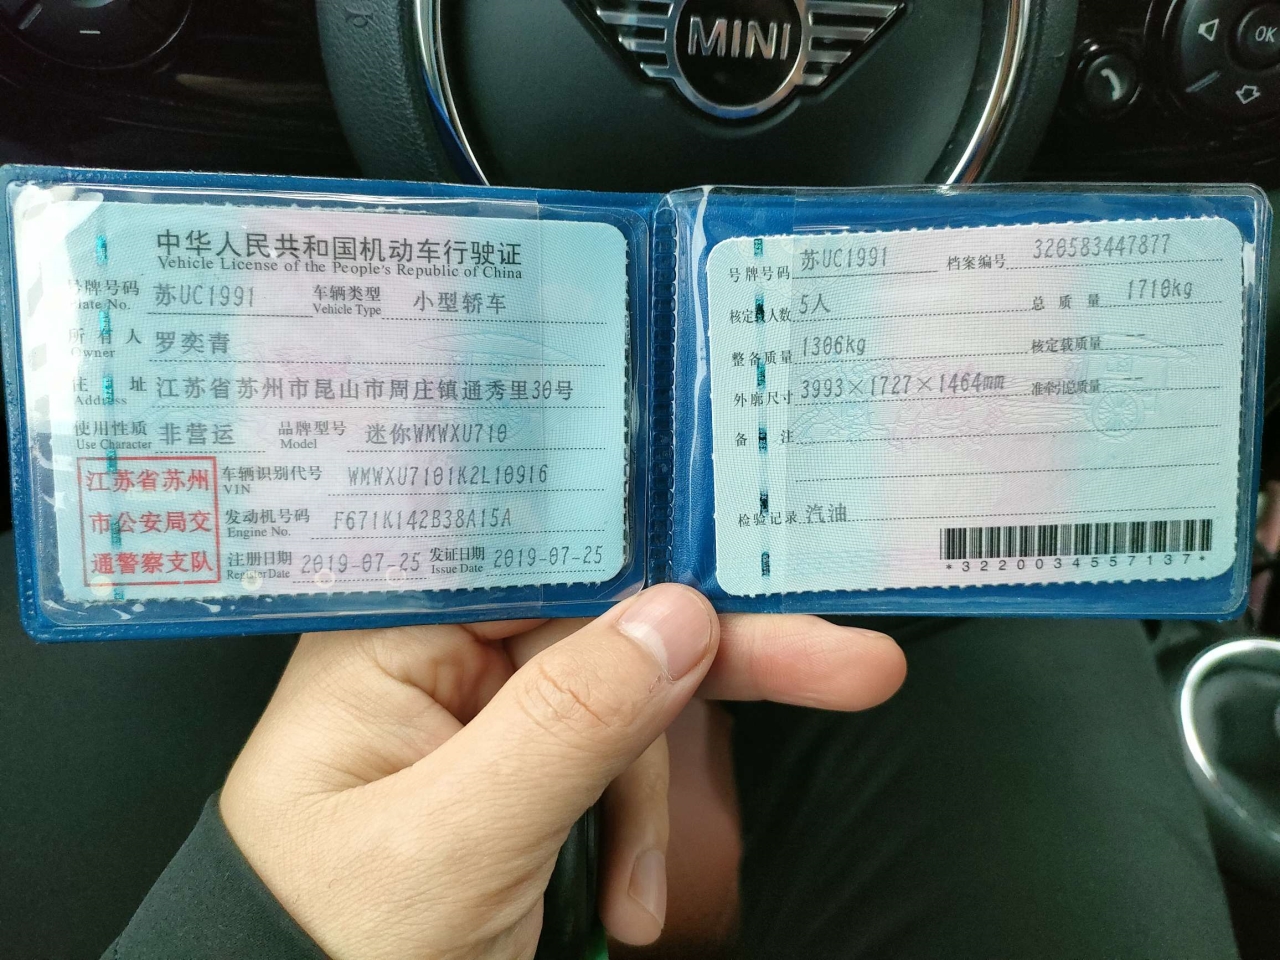 MINI
OK
中华人民共和国机动车行驶证
Vehicle License of the People's Republic of China
号牌号码 苏UC1991 车辆类型 小型轿车
Plate No. Vehicle Type
所有人 罗奕青
Owner
住址 江苏省苏州市昆山市周庄镇通秀里30号
Address
使用性质 非营运 品牌型号 迷你WMWXU710
Use Character Model
江苏省苏州
市公安局交
通警察支队
车辆识别代号 WMWXU7101K2L10916
VIN
发动机号码 F671K142B38A15A
Engine No.
注册日期 2019-07-25 发证日期 2019-07-25
Register Date Issue Date
号牌号码 苏UC1991 档案编号 320583447877
核定载人数 5人 总质量 1710kg
整备质量 1306kg 核定载质量 --
外廓尺寸 3993×1727×1464mm 准牵引总质量 --
备注
检验记录 汽油
*3220034557137*